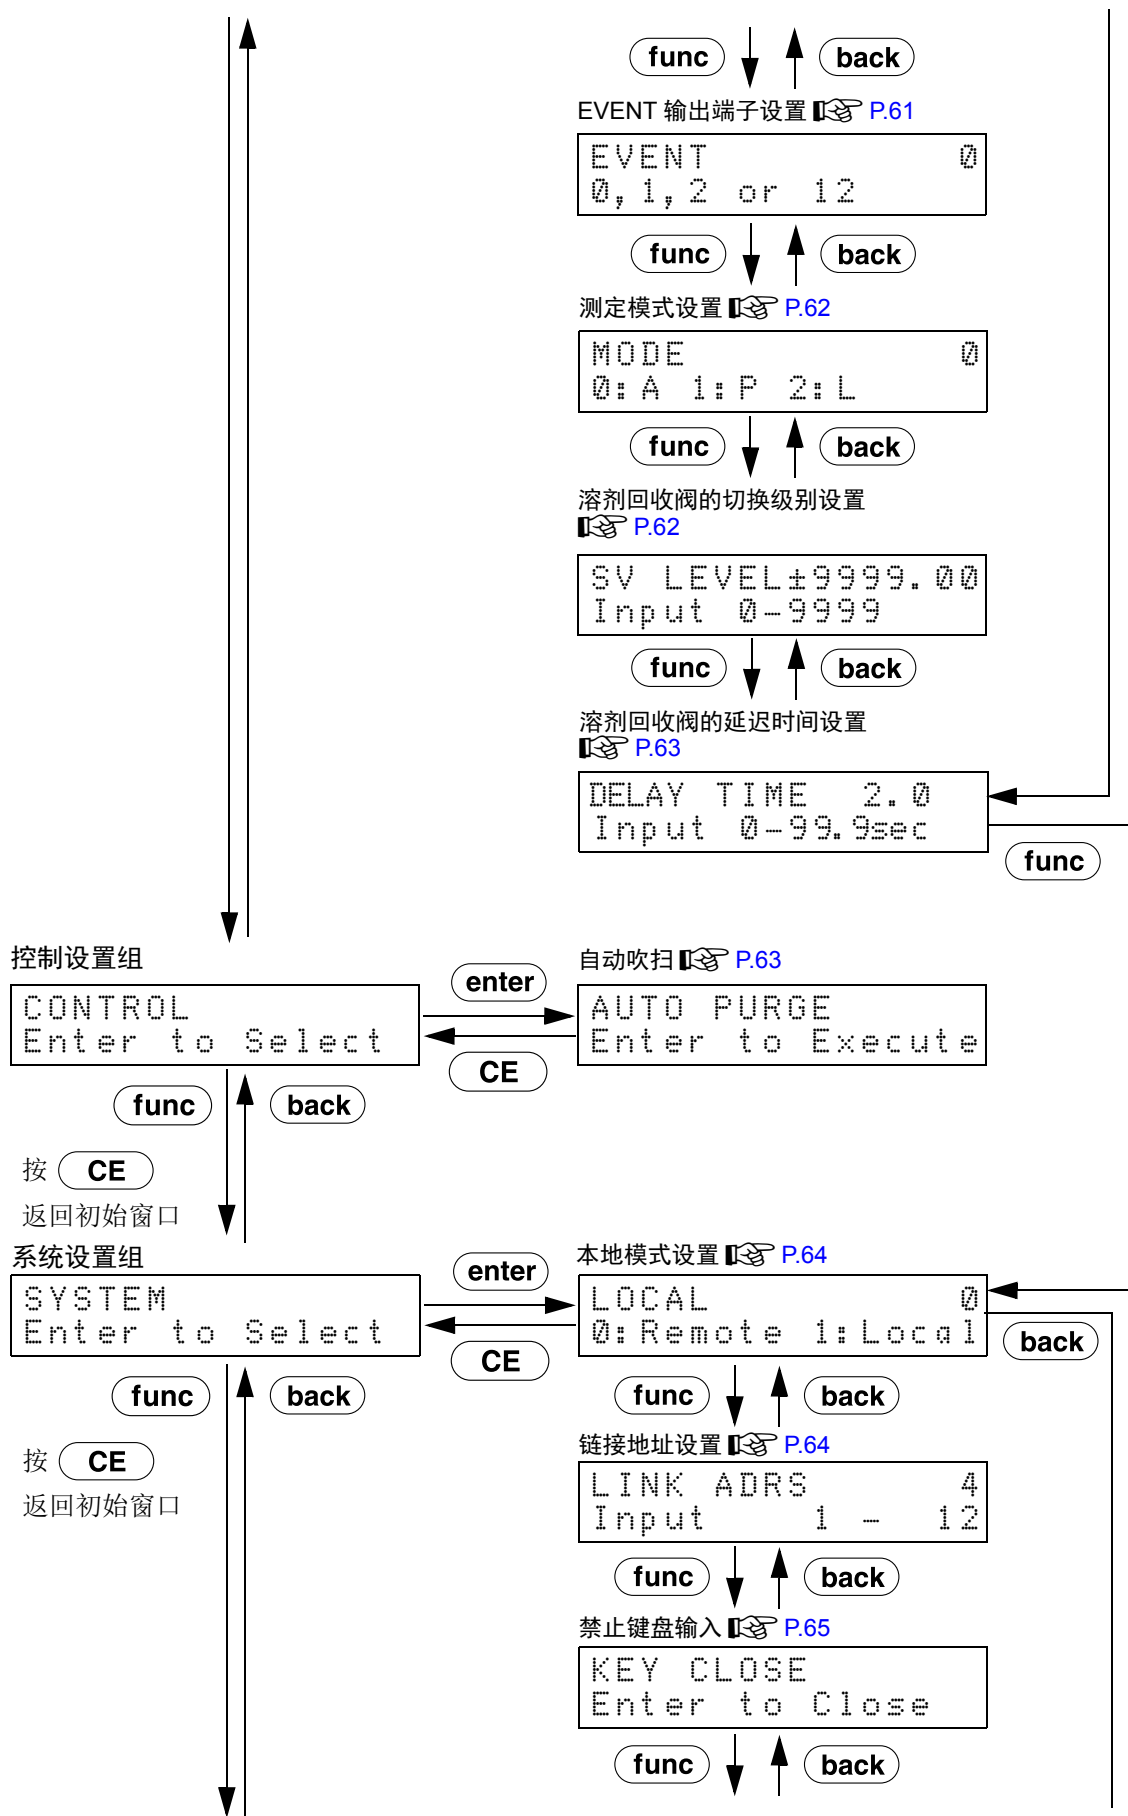 func back
EVENT 输出端子设置 P.61
EVENT 0
0,1,2 or 12
func back
测定模式设置 P.62
MODE 0
0:A 1:P 2:L
func back
溶剂回收阀的切换级别设置
P.62
SV LEVEL±9999.00
Input 0-9999
func back
溶剂回收阀的延迟时间设置
P.63
DELAY TIME 2.0
Input 0-99.9sec
func
控制设置组
CONTROL
Enter to Select
enter
CE
自动吹扫 P.63
AUTO PURGE
Enter to Execute
func back
按 CE
返回初始窗口
系统设置组
SYSTEM
Enter to Select
enter
CE
本地模式设置 P.64
LOCAL 0
0:Remote 1:Local
back
func back
按 CE
返回初始窗口
func back
链接地址设置 P.64
LINK ADRS 4
Input 1 - 12
func back
禁止键盘输入 P.65
KEY CLOSE
Enter to Close
func back